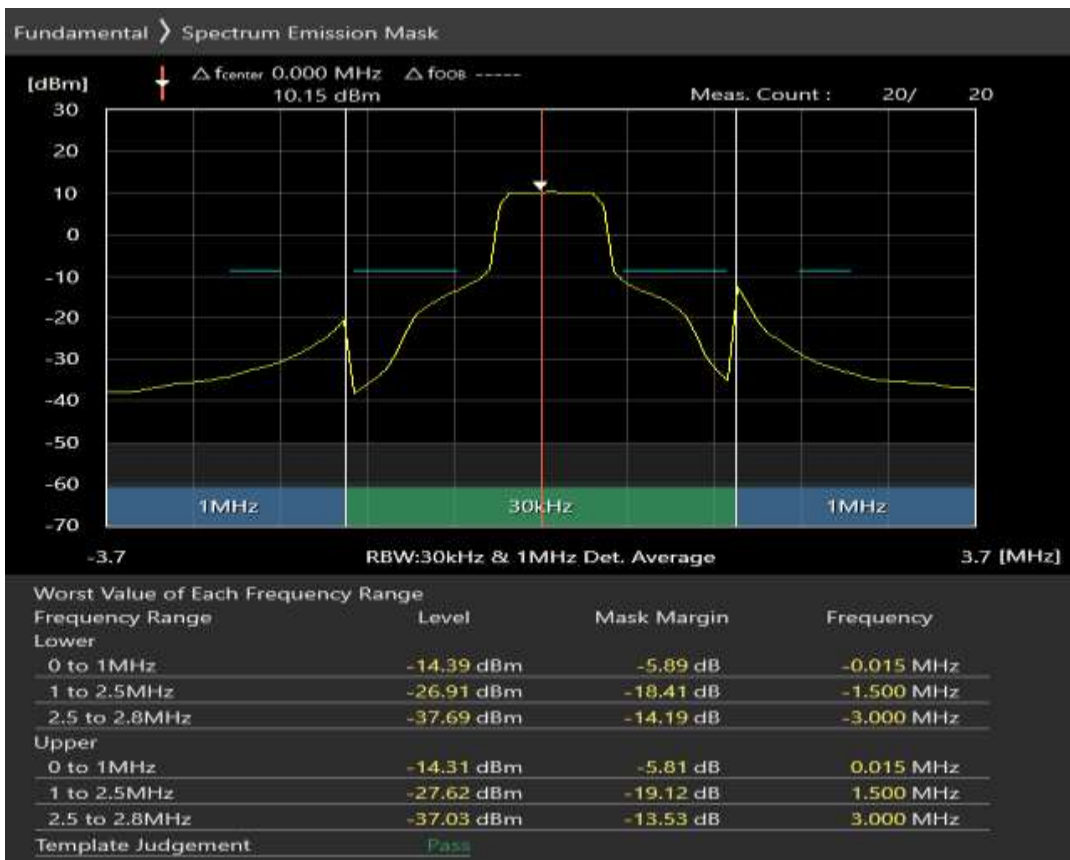 Fundamental 〉 Spectrum Emission Mask
[dBm] △ fcenter 0.000 MHz △ fOOB -----
10.15 dBm Meas. Count : 20/ 20
30
20
10
0
-10
-20
-30
-40
-50
-60
1MHz 30kHz 1MHz
-70
-3.7 RBW:30kHz & 1MHz Det. Average 3.7 [MHz]
Worst Value of Each Frequency Range
Frequency Range Level Mask Margin Frequency
Lower
0 to 1MHz -14.39 dBm -5.89 dB -0.015 MHz
1 to 2.5MHz -26.91 dBm -18.41 dB -1.500 MHz
2.5 to 2.8MHz -37.69 dBm -14.19 dB -3.000 MHz
Upper
0 to 1MHz -14.31 dBm -5.81 dB 0.015 MHz
1 to 2.5MHz -27.62 dBm -19.12 dB 1.500 MHz
2.5 to 2.8MHz -37.03 dBm -13.53 dB 3.000 MHz
Template Judgement Pass